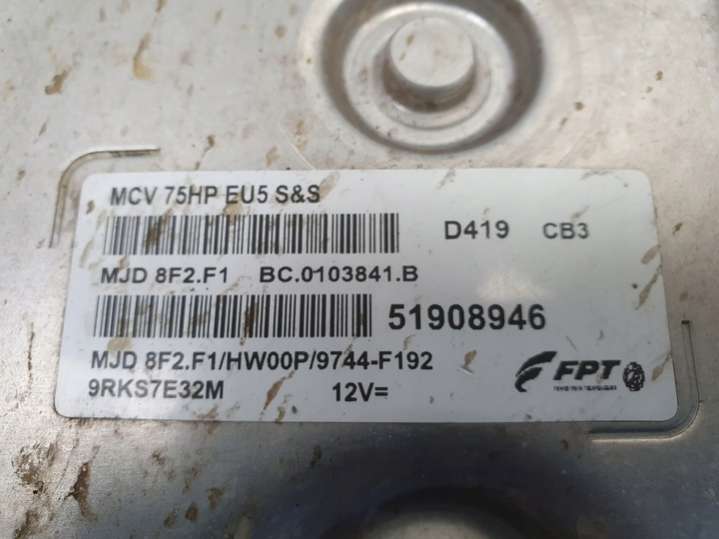 MCV 75HP EU5 S&S
D419 CB3
MJD 8F2.F1 BC.0103841.B
51908946
MJD 8F2.F1/HW00P/9744-F192
9RKS7E32M 12V=
FPT